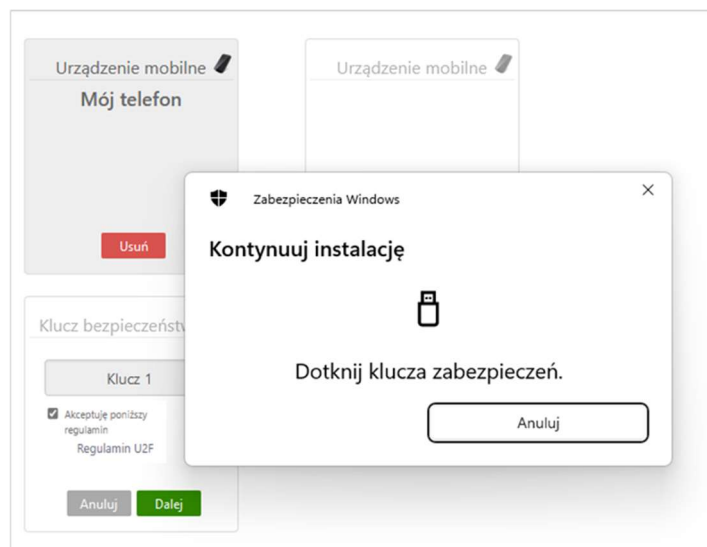 Urządzenie mobilne
Mój telefon
Usuń
Urządzenie mobilne
Zabezpieczenia Windows
Kontynuuj instalację
Dotknij klucza zabezpieczeń.
Anuluj
Klucz
Klucz 1
Akceptuję poniższy
regulamin
Regulamin U2F
Anuluj
Dalej